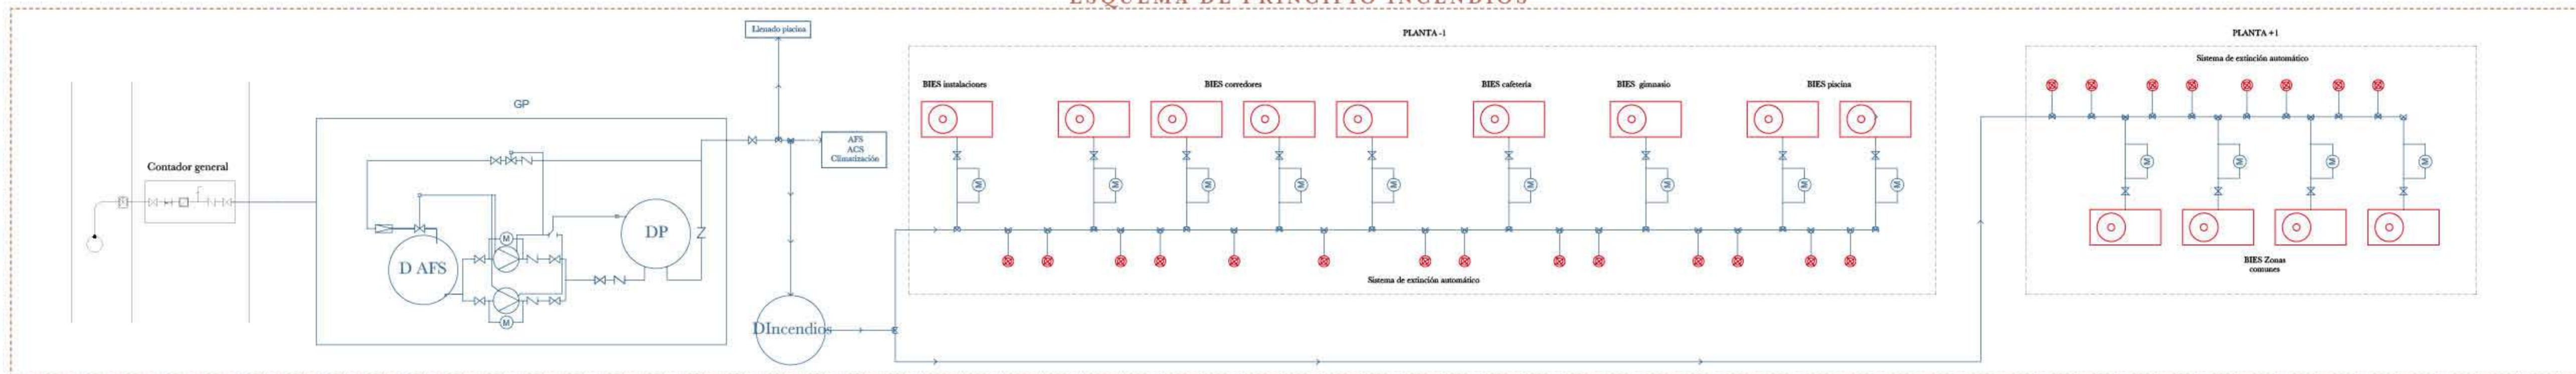 ESQUEMA DE PRINCIPIO INCENDIOS
Llenado piscina
PLANTA -1
PLANTA +1
Sistema de extinción automático
BIES instalaciones
BIES corredores
BIES cafetería
BIES gimnasio
BIES piscina
GP
AFS
ACS
Climatización
Contador general
M
M
M
M
M
M
M
M
M
M
M
M
M
DP
Z
M
D AFS
M
BIES Zonas
comunes
Sistema de extinción automático
DIncendios